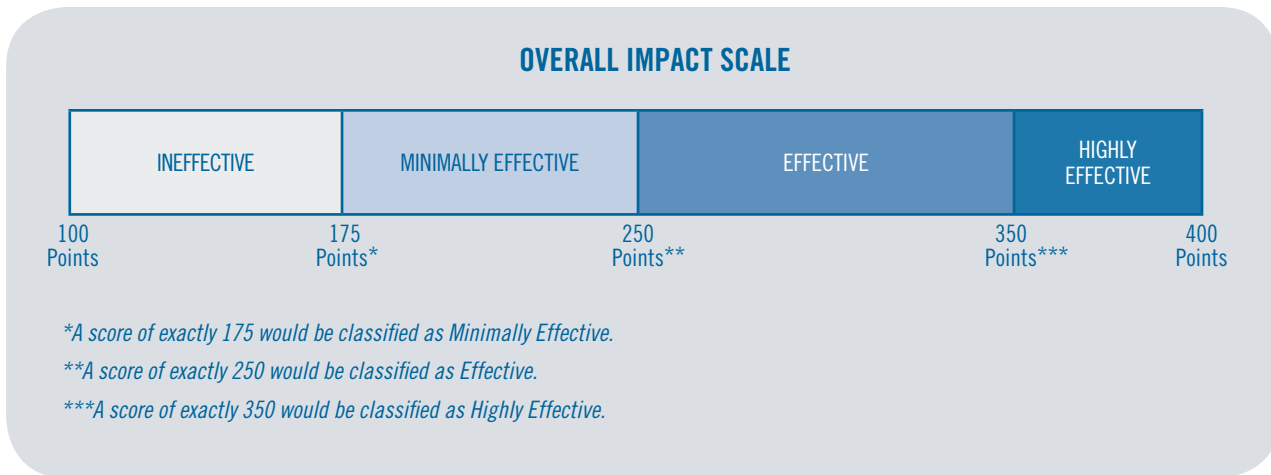 OVERALL IMPACT SCALE
INEFFECTIVE
MINIMALLY EFFECTIVE
EFFECTIVE
HIGHLY
EFFECTIVE
100
Points
175
Points*
250
Points**
350
Points***
400
Points
*A score of exactly 175 would be classified as Minimally Effective.
**A score of exactly 250 would be classified as Effective.
***A score of exactly 350 would be classified as Highly Effective.